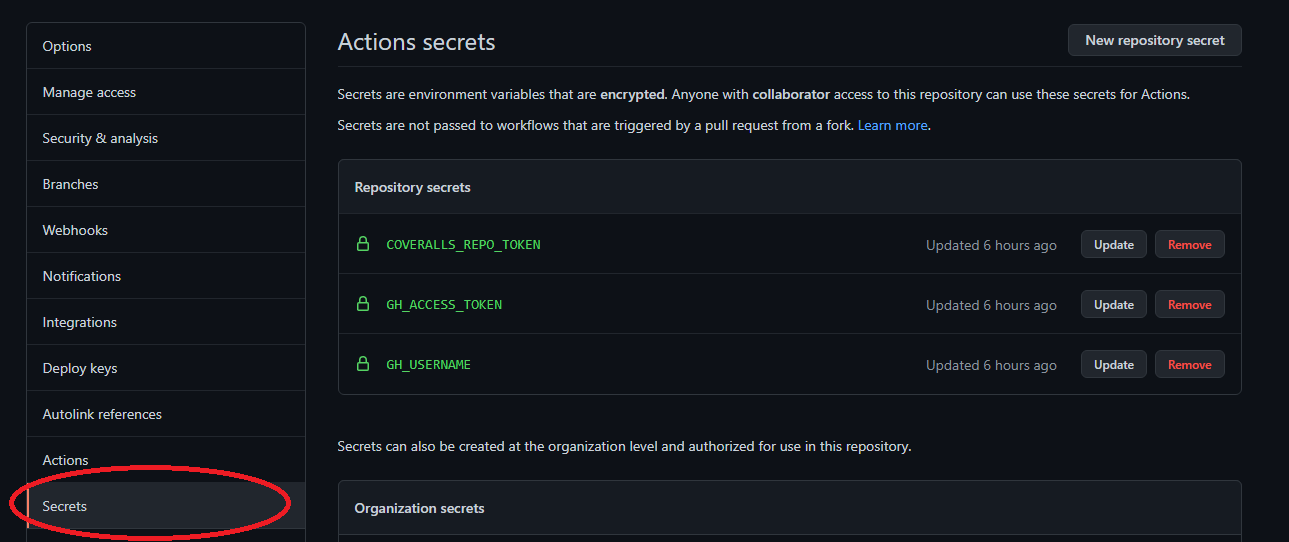 Options
Manage access
Security & analysis
Branches
Webhooks
Notifications
Integrations
Deploy keys
Autolink references
Actions
Secrets
Actions secrets
New repository secret
Secrets are environment variables that are encrypted. Anyone with collaborator access to this repository can use these secrets for Actions.
Secrets are not passed to workflows that are triggered by a pull request from a fork. Learn more.
Repository secrets
COVERALLS_REPO_TOKEN Updated 6 hours ago Update Remove
GH_ACCESS_TOKEN Updated 6 hours ago Update Remove
GH_USERNAME Updated 6 hours ago Update Remove
Secrets can also be created at the organization level and authorized for use in this repository.
Organization secrets